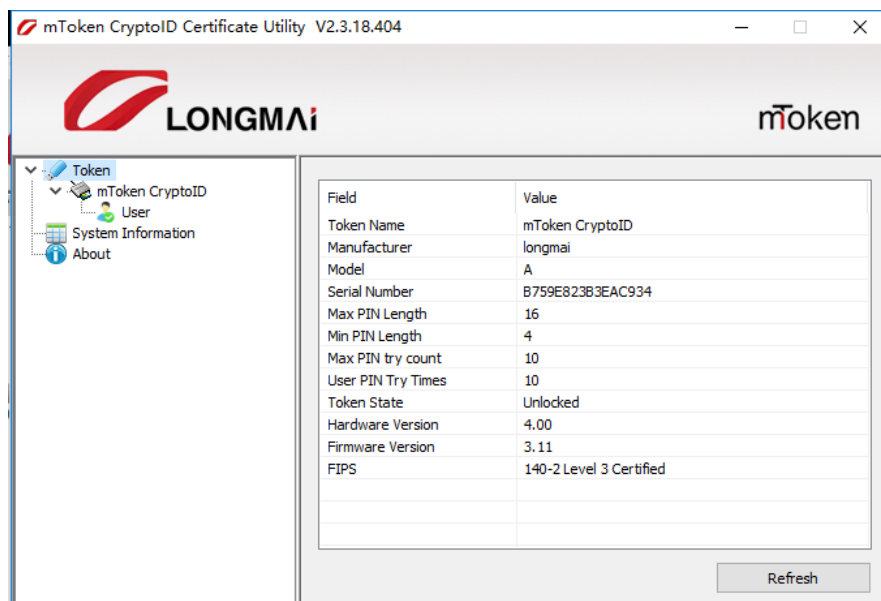 mToken CryptoID Certificate Utility V2.3.18.404
LONGMAi
mToken
Token
mToken CryptoID
User
System Information
About
Field Value
Token Name mToken CryptoID
Manufacturer longmai
Model A
Serial Number B759E823B3EAC934
Max PIN Length 16
Min PIN Length 4
Max PIN try count 10
User PIN Try Times 10
Token State Unlocked
Hardware Version 4.00
Firmware Version 3.11
FIPS 140-2 Level 3 Certified
Refresh